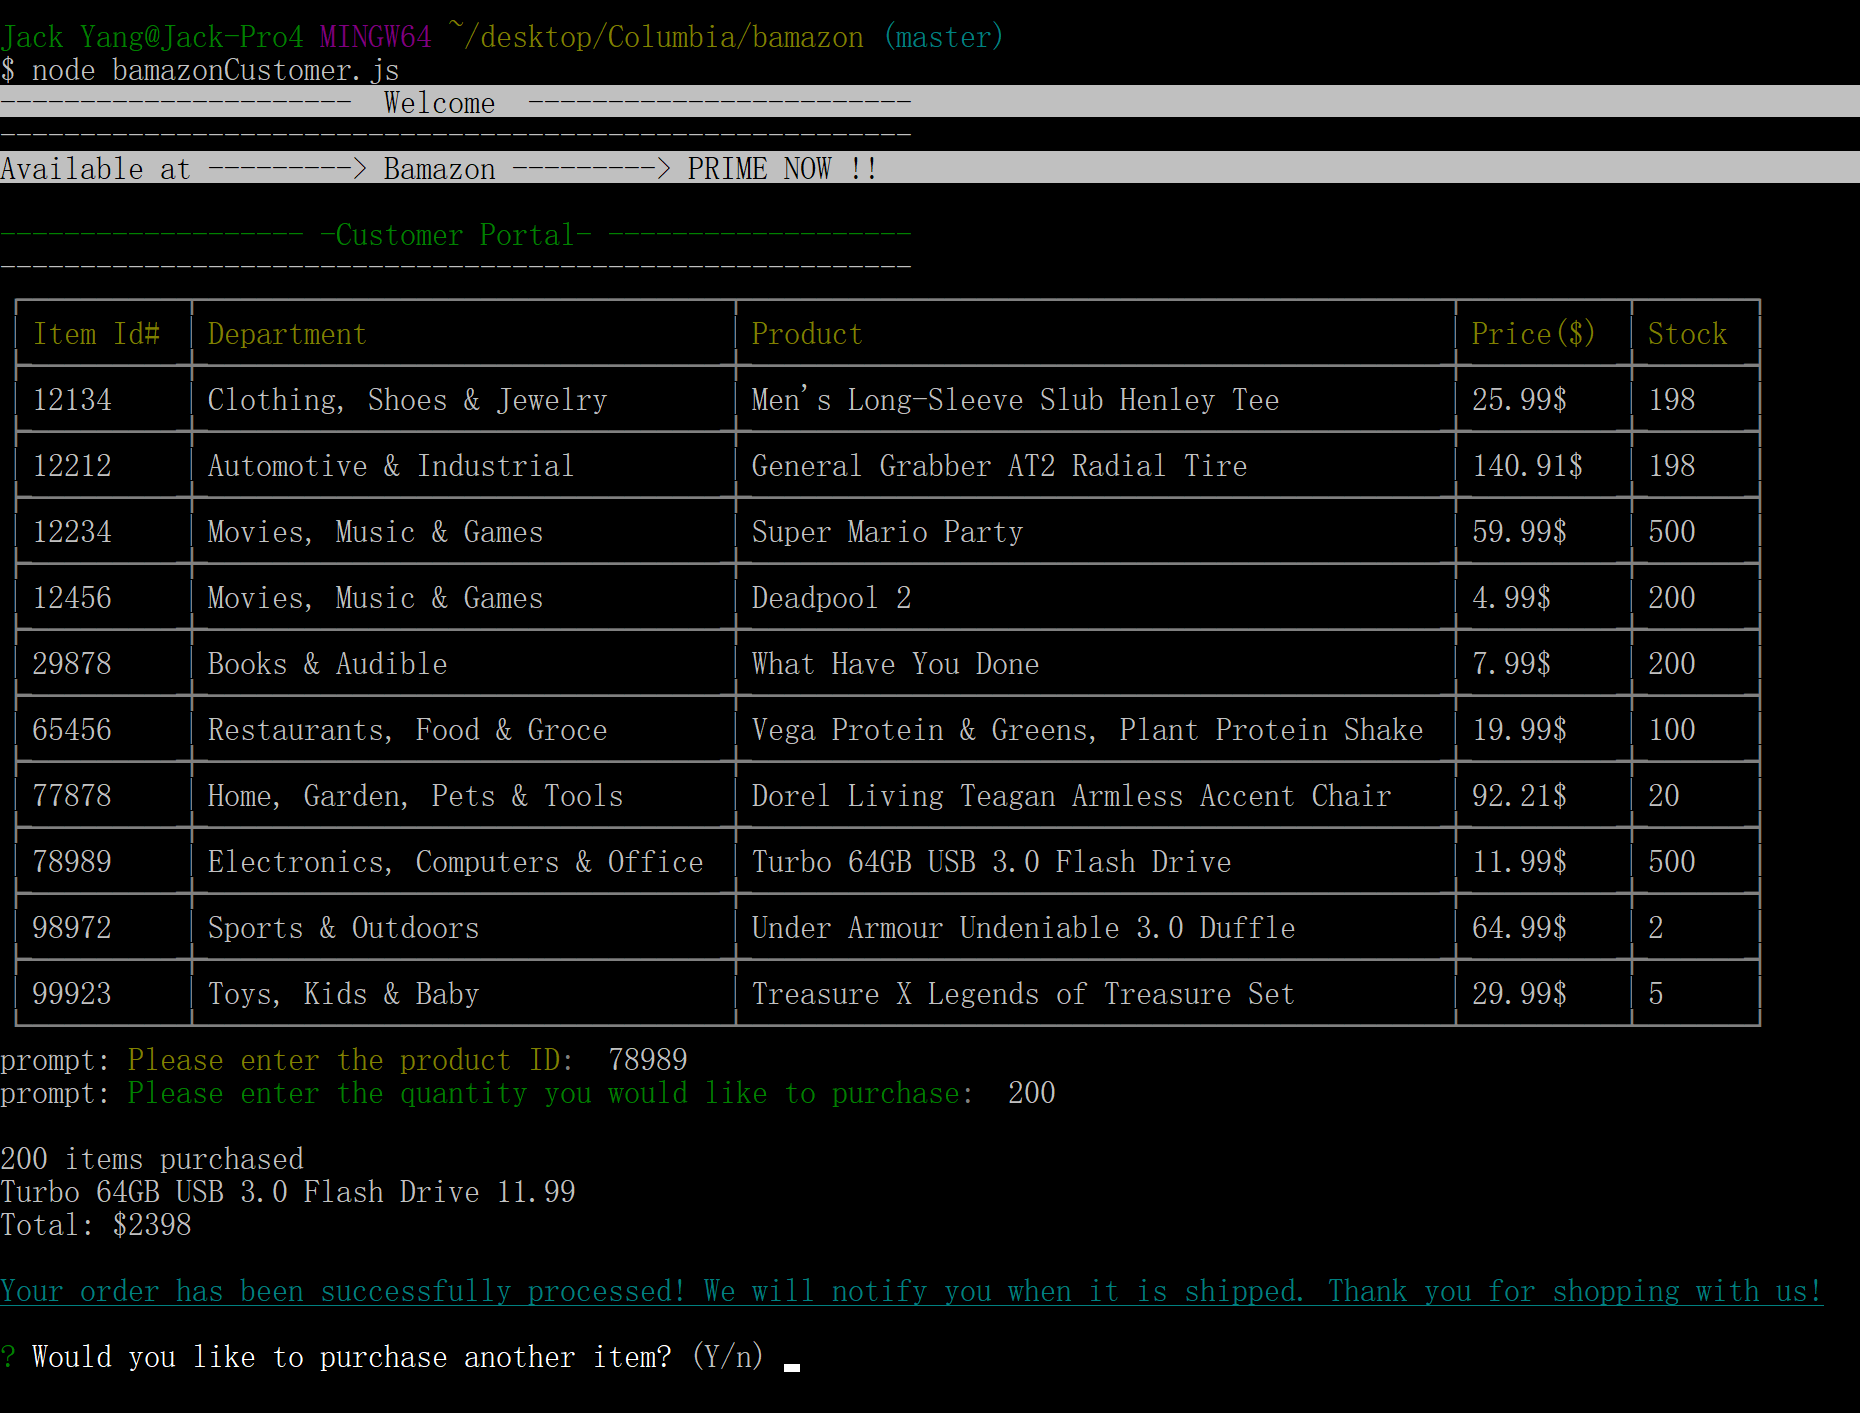 Jack Yang@Jack-Pro4 MINGW64 ~/desktop/Columbia/bamazon (master)
$ node bamazonCustomer.js
----------------------  Welcome  ------------------------
---------------------------------------------------------
Available at ---------> Bamazon ---------> PRIME NOW !!
------------------- -Customer Portal- -------------------
---------------------------------------------------------
Item Id# Department Product Price($) Stock
12134 Clothing, Shoes & Jewelry Men's Long-Sleeve Slub Henley Tee 25.99$ 198
12212 Automotive & Industrial General Grabber AT2 Radial Tire 140.91$ 198
12234 Movies, Music & Games Super Mario Party 59.99$ 500
12456 Movies, Music & Games Deadpool 2 4.99$ 200
29878 Books & Audible What Have You Done 7.99$ 200
65456 Restaurants, Food & Groce Vega Protein & Greens, Plant Protein Shake 19.99$ 100
77878 Home, Garden, Pets & Tools Dorel Living Teagan Armless Accent Chair 92.21$ 20
78989 Electronics, Computers & Office Turbo 64GB USB 3.0 Flash Drive 11.99$ 500
98972 Sports & Outdoors Under Armour Undeniable 3.0 Duffle 64.99$ 2
99923 Toys, Kids & Baby Treasure X Legends of Treasure Set 29.99$ 5
prompt: Please enter the product ID:  78989
prompt: Please enter the quantity you would like to purchase:  200
200 items purchased
Turbo 64GB USB 3.0 Flash Drive 11.99
Total: $2398
Your order has been successfully processed! We will notify you when it is shipped. Thank you for shopping with us!
? Would you like to purchase another item? (Y/n)